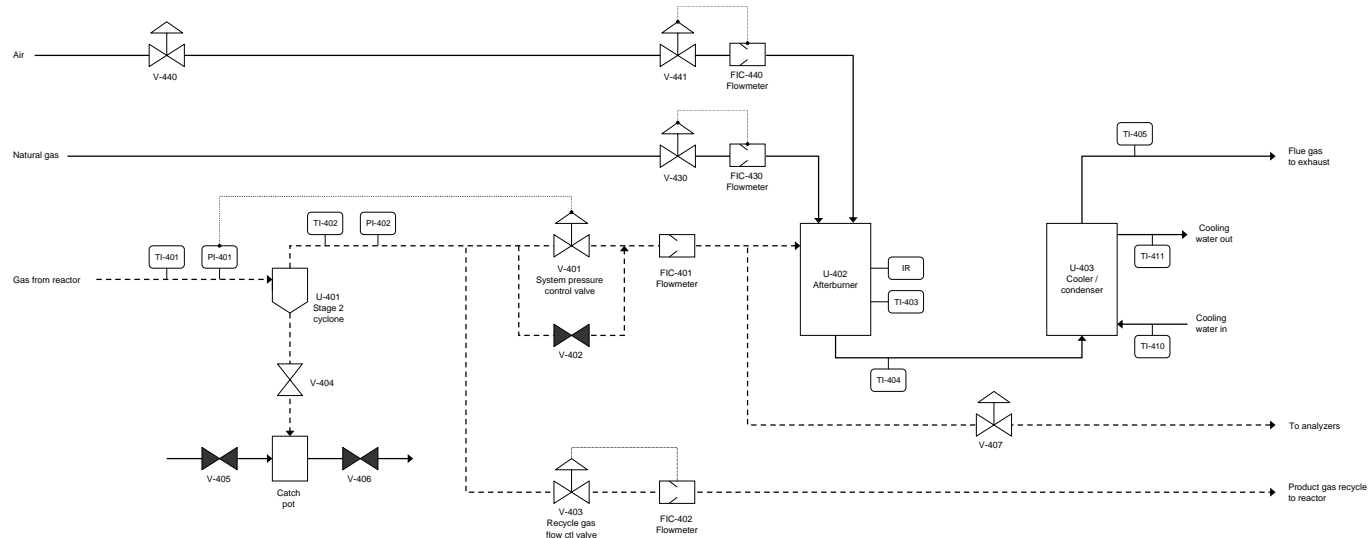 Air
V-440
V-441
FIC-440
Flowmeter
Natural gas
V-430
FIC-430
Flowmeter
TI-405
Flue gas
to exhaust
TI-401
PI-401
TI-402
PI-402
Gas from reactor
U-401
Stage 2
cyclone
V-401
System pressure
control valve
FIC-401
Flowmeter
V-402
U-402
Afterburner
IR
TI-403
TI-404
U-403
Cooler /
condenser
Cooling
water out
TI-411
Cooling
water in
TI-410
V-404
V-405
Catch
pot
V-406
V-407
To analyzers
V-403
Recycle gas
flow ctl valve
FIC-402
Flowmeter
Product gas recycle
to reactor